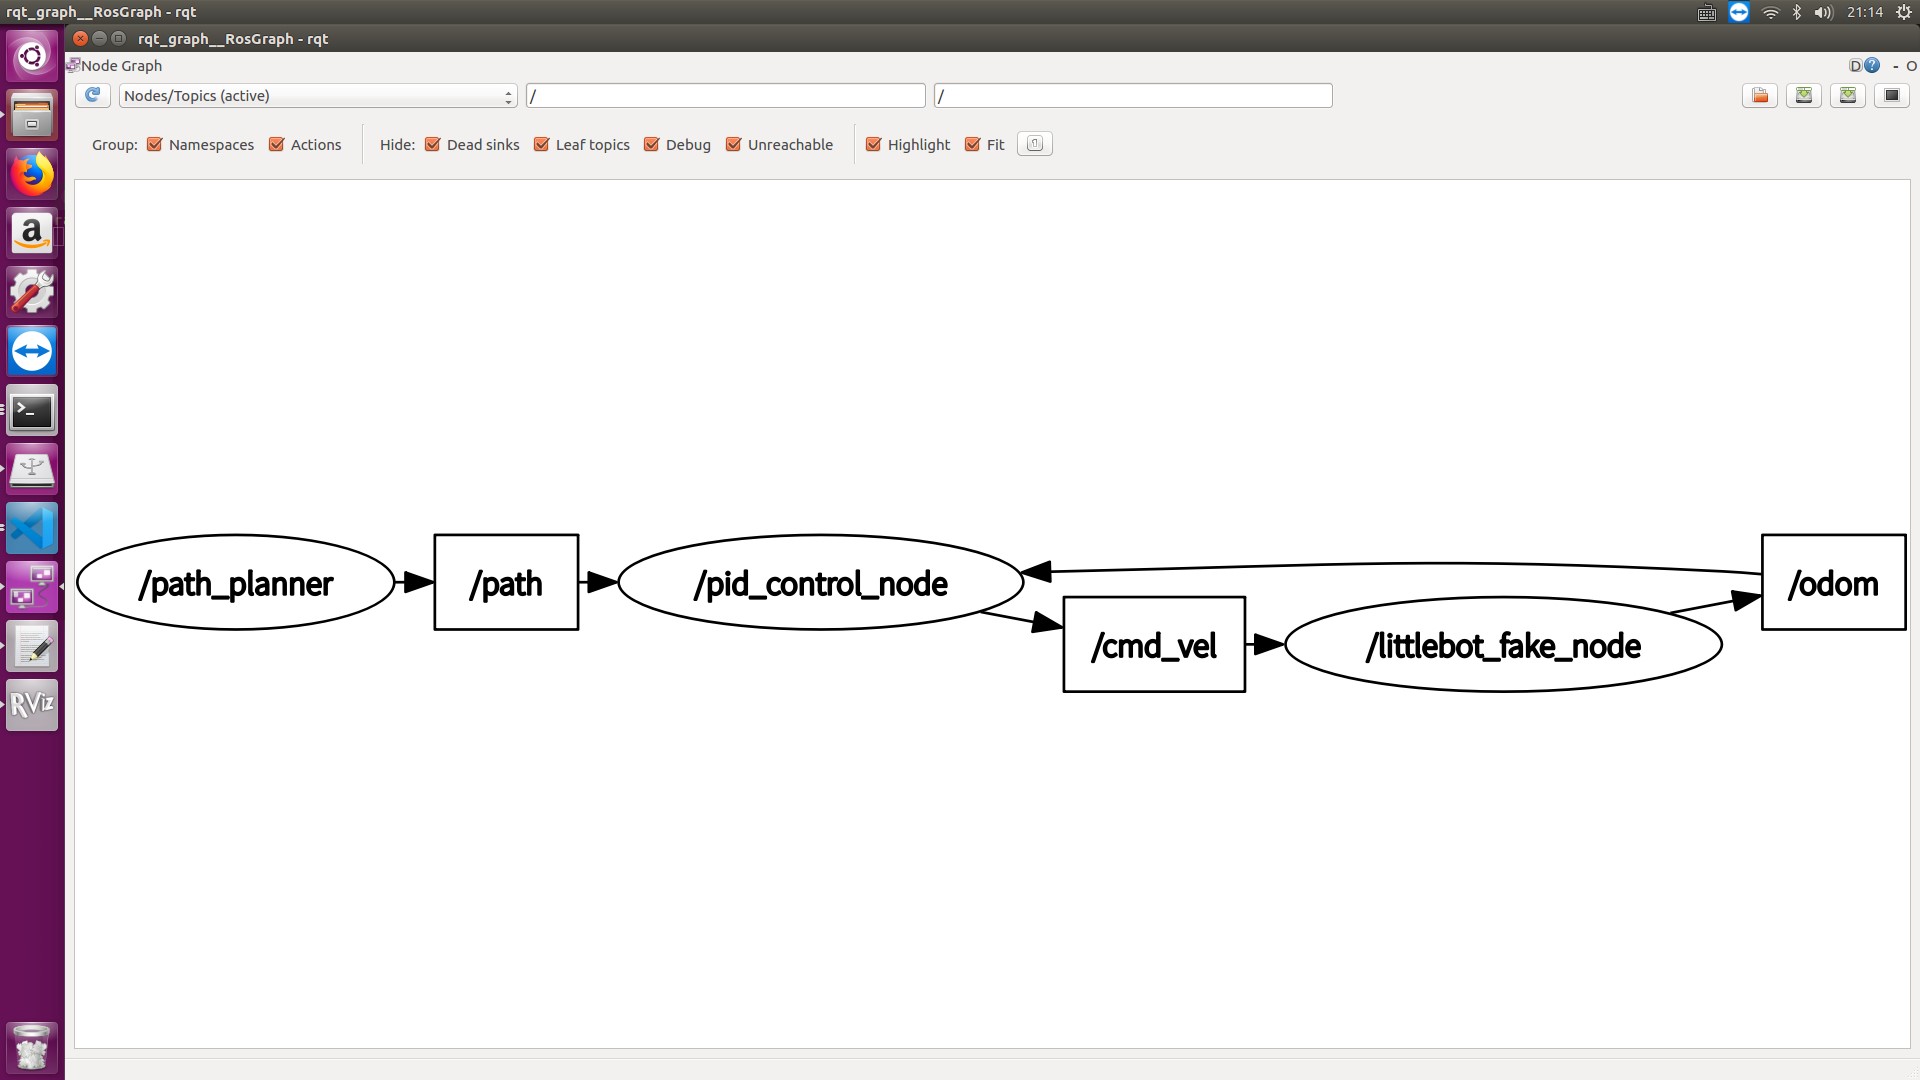 rqt_graph__RosGraph - rqt
21:14
rqt_graph__RosGraph - rqt
Node Graph
D ? - O
Nodes/Topics (active) / /
Group: Namespaces Actions Hide: Dead sinks Leaf topics Debug Unreachable Highlight Fit
a
>_
RViz
/path_planner
/path
/pid_control_node
/odom
/cmd_vel
/littlebot_fake_node